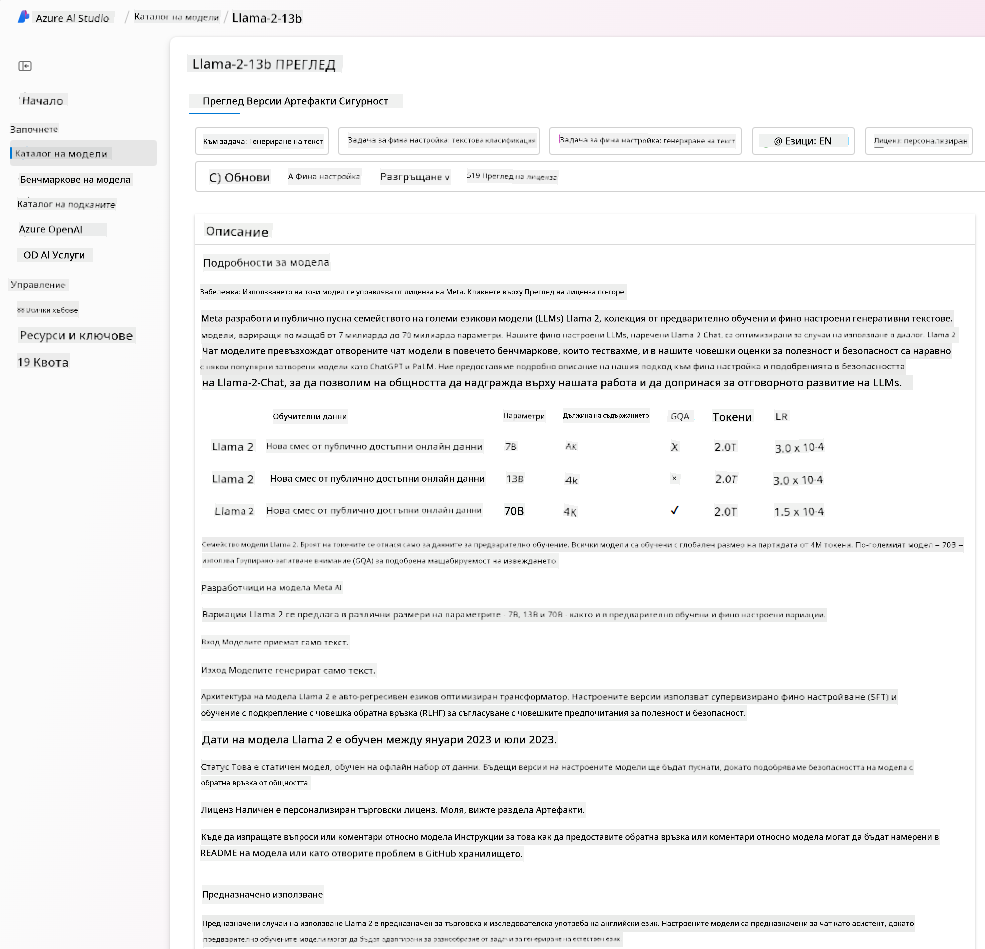 Azure Al Studio / Каталог на модели / Llama-2-13b
Llama-2-13b ПРЕГЛЕД
Начало
Преглед Версии Артефакти Сигурност
Започнете
Към задача: Генериране на текст
Задача за фина настройка: текстова класификация
Задача за фина настройка: генериране на текст
@ Езици: EN
Лиценз персонализиран
Каталог на модели
Бенчмаркове на модела
С) Обнови
А Фина настройка
Разгръщане v
Преглед на лиценза
Каталог на подканите
Azure OpenAI
Описание
OD Al Услуги
Подробности за модела
Управление
Забележка: Използването на този модел се управлява от лиценза на Meta. Кликнете върху Преглед на лиценза погоре.
Всички хъбове
Meta разработи и публично пусна семейството на големи езикови модели (LLMs) Llama 2, колекция от предварително обучени и фино настроени генеративни текстове.
Ресурси и ключове
модели, вариращи по мащаб от 7 милиарда до 70 милиарда параметри. Нашите фино настроени LLMs, наречени Llama-2-Chat, са оптимизирани за случаи на използване в диалог. Llama-2
Чат моделите превъзхождат отворените чат модели в повечето бенчмаркове, които тествахме, и в нашите човешки оценки за полезност и безопасност са наравно
19 Квота
с някои популярни затворени модели като ChatGPT и PaLM. Ние предоставяме подробно описание на нашия подход към фина настройка и подобренията в безопасността
на Llama-2-Chat, за да позволим на общността да надгражда върху нашата работа и да допринася за отговорното развитие на LLMs.
Обучителни данни Параметри Дължина на съдържанието GQA Токени LR
Llama 2 Нова смес от публично достъпни онлайн данни 7B 4к X 2.0T 3.0 x 10-4
Llama 2 Нова смес от публично достъпни онлайн данни 13B 4k × 2.0T 3.0 x 10-4
Llama 2 Нова смес от публично достъпни онлайн данни 70B 4К ✓ 2.0T 1.5 x 10-4
Семейство модели Llama 2. Броят на токените се отнася само за данните за предварително обучение. Всички модели са обучени с глобален размер на партидата от 4M токени. По-големият модел – 70B –
използва Групирано-запитване внимание (GQA) за подобрена мащабируемост на извеждането.
Разработчици на модела Meta AI
Вариации Llama 2 се предлага в различни размери на параметрите - 7B, 13B и 70B - както и в предварително обучени и фино настроени вариации.
Вход Моделите приемат само текст.
Изход Моделите генерират само текст.
Архитектура на модела Llama 2 е авто-регресивен езиков оптимизиран трансформатор. Настроените версии използват супервизирано фино настройване (SFT) и
обучение с подкрепление с човешка обратна връзка (RLHF) за съгласуване с човешките предпочитания за полезност и безопасност.
Дати на модела Llama 2 е обучен между януари 2023 и юли 2023.
Статус Това е статичен модел, обучен на офлайн набор от данни. Бъдещи версии на настроените модели ще бъдат пуснати, докато подобряваме безопасността на модела с
обратна връзка от общността.
Лиценз Наличен е персонализиран търговски лиценз. Моля, вижте раздела Артефакти.
Къде да изпращате въпроси или коментари относно модела Инструкции за това как да предоставите обратна връзка или коментари относно модела могат да бъдат намерени в
README на модела или като отворите проблем в GitHub хранилището.
Предназначено използване
Предназначени случаи на използване Llama 2 е предназначен за търговска и изследователска употреба на английски език. Настроените модели са предназначени за чат като асистент, докато
предварително обучените модели могат да бъдат адаптирани за разнообразие от задачи за генериране на естествен език.